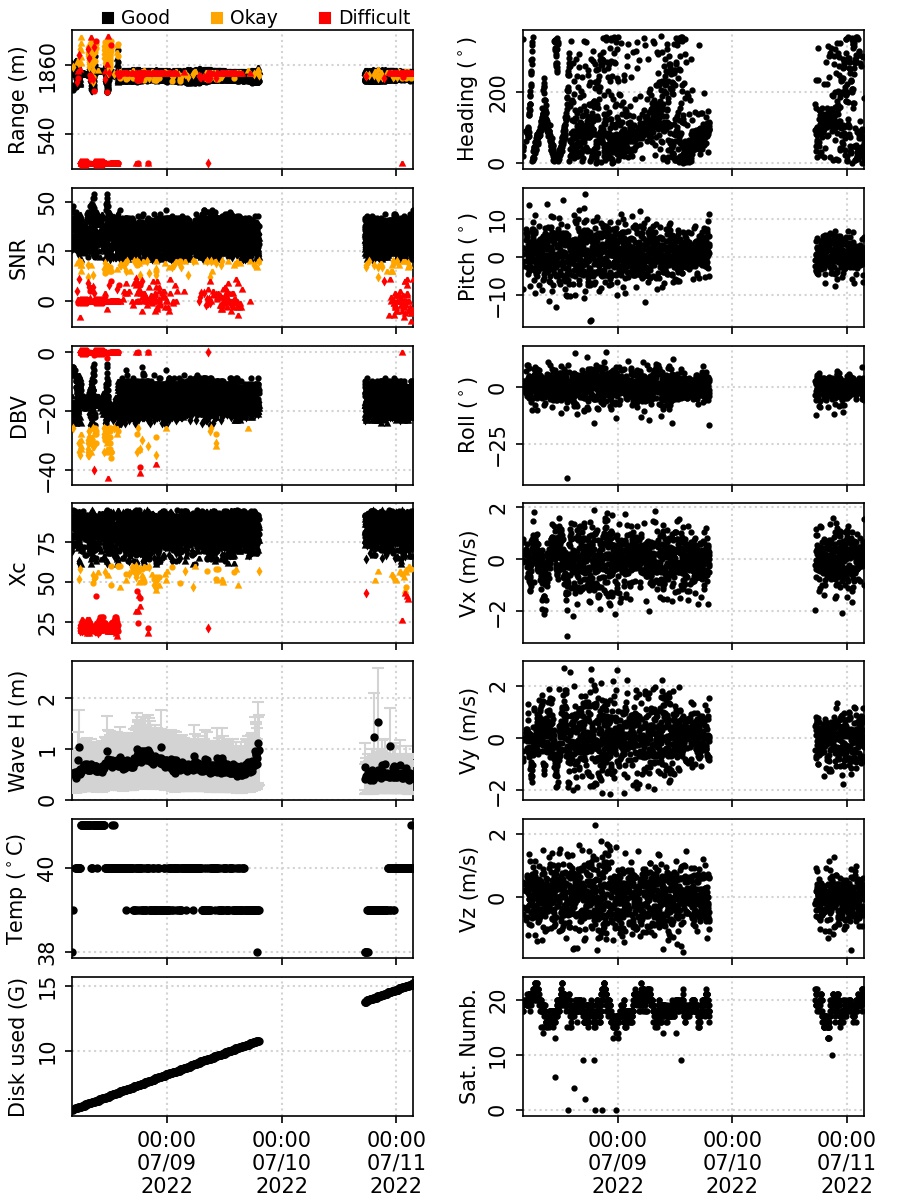 Good Okay Difficult
Range (m)
1860
540
Heading (°)
200
0
SNR
50
25
0
Pitch (°)
10
0
−10
DBV
0
−20
−40
Roll (°)
0
−25
Xc
75
50
25
Vx (m/s)
2
0
−2
Wave H (m)
2
1
0
Vy (m/s)
2
0
−2
Temp (°C)
40
38
Vz (m/s)
2
0
Disk used (G)
15
10
Sat. Numb.
20
10
0
00:00 00:00 00:00
07/09 07/10 07/11
2022 2022 2022
00:00 00:00 00:00
07/09 07/10 07/11
2022 2022 2022